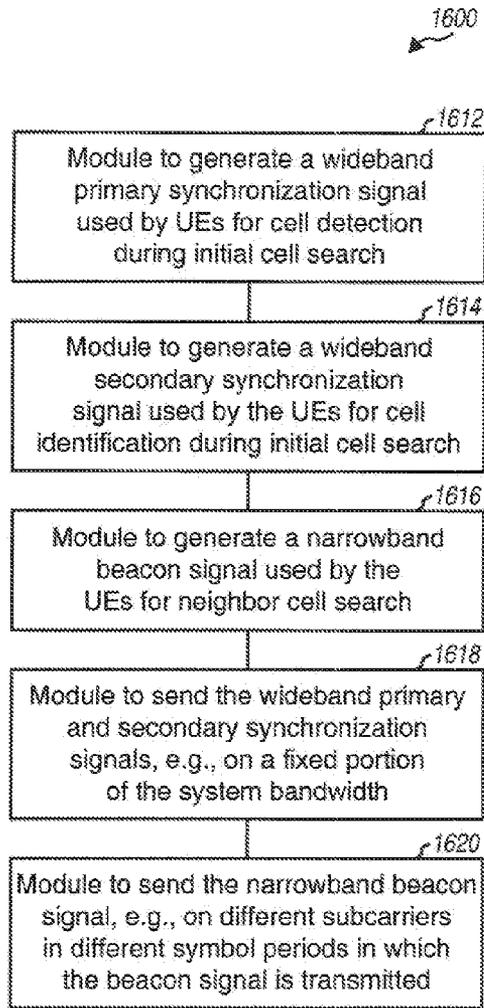 1600
1612
Module to generate a wideband
primary synchronization signal
used by UEs for cell detection
during initial cell search
1614
Module to generate a wideband
secondary synchronization
signal used by the UEs for cell
identification during initial cell search
1616
Module to generate a narrowband
beacon signal used by the
UEs for neighbor cell search
1618
Module to send the wideband primary
and secondary synchronization
signals, e.g., on a fixed portion
of the system bandwidth
1620
Module to send the narrowband beacon
signal, e.g., on different subcarriers
in different symbol periods in which
the beacon signal is transmitted